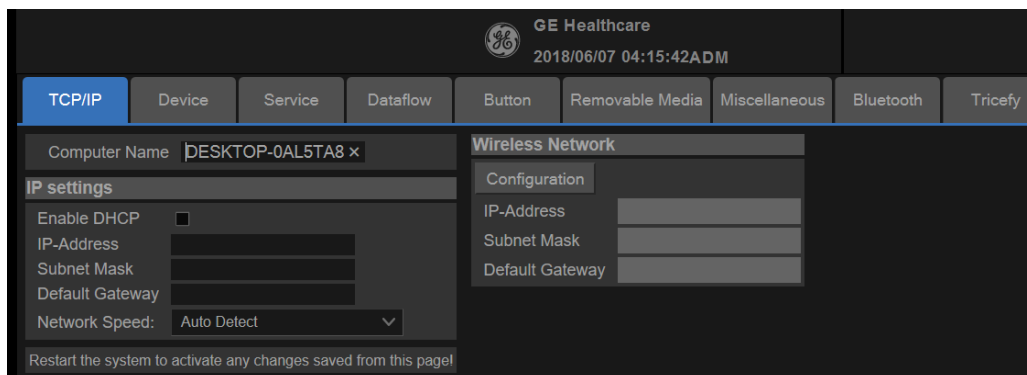 GE Healthcare
2018/06/07 04:15:42ADM
TCP/IP Device Service Dataflow Button Removable Media Miscellaneous Bluetooth Tricefy
Computer Name DESKTOP-0AL5TA8 ×
IP settings
Enable DHCP
IP-Address
Subnet Mask
Default Gateway
Network Speed: Auto Detect
Restart the system to activate any changes saved from this page!
Wireless Network
Configuration
IP-Address
Subnet Mask
Default Gateway